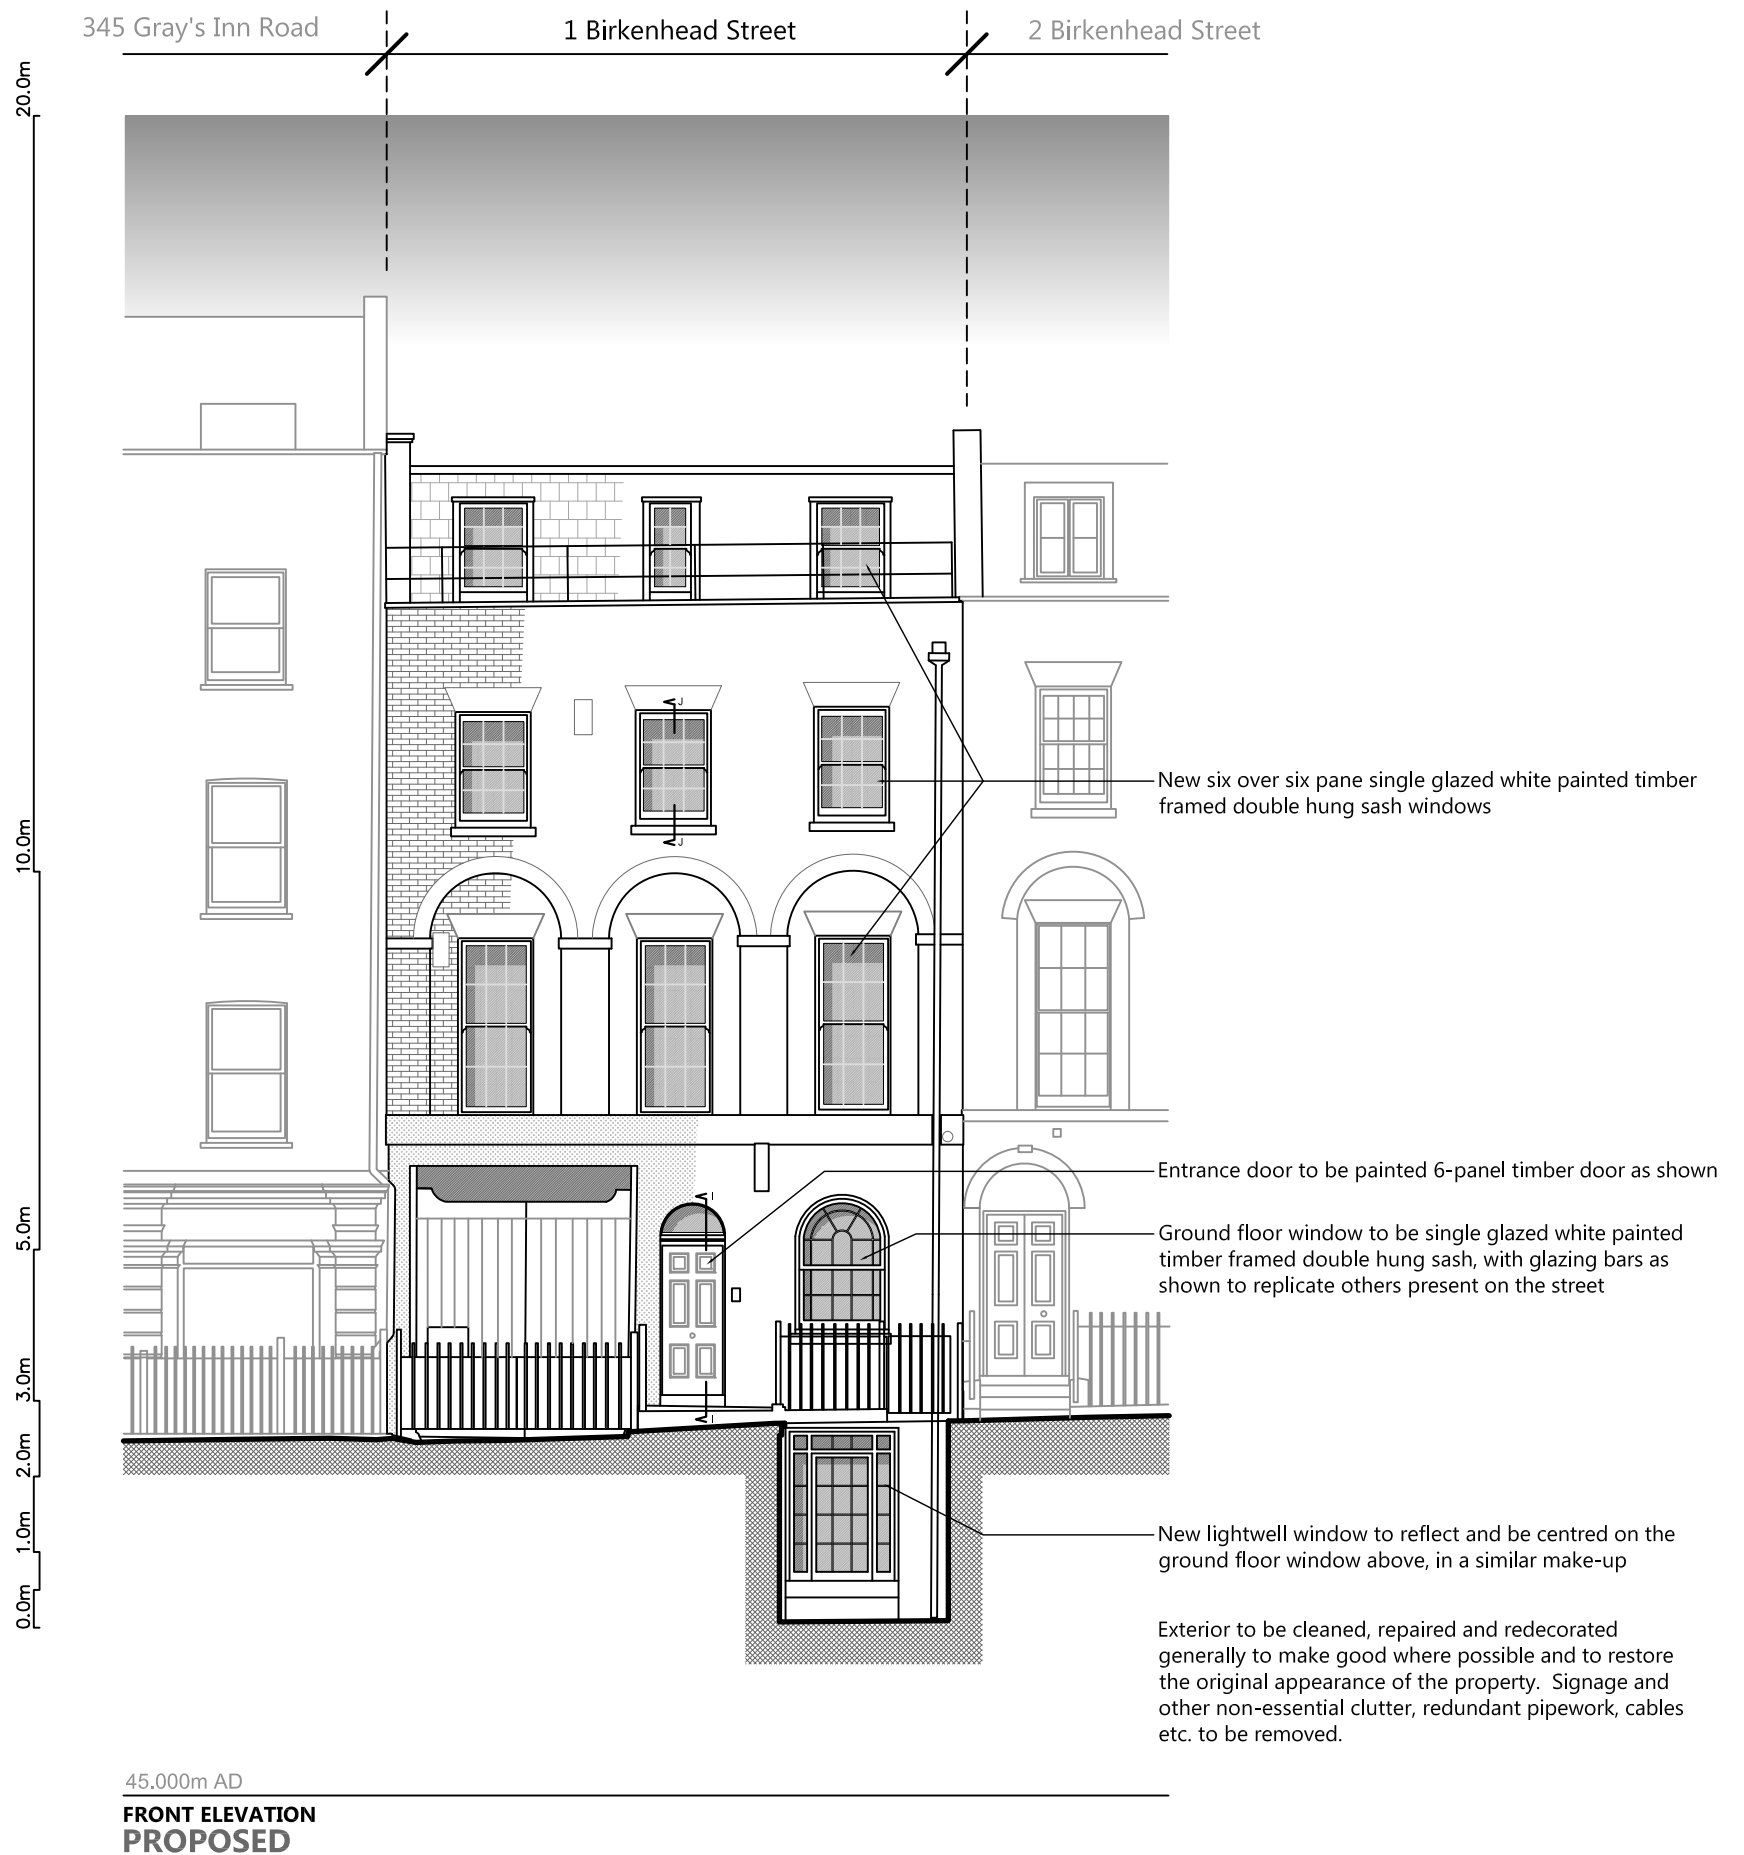 345 Gray's Inn Road
1 Birkenhead Street
2 Birkenhead Street
20.0m
10.0m
5.0m
3.0m
2.0m
1.0m
0.0m
J
J
New six over six pane single glazed white painted timber
framed double hung sash windows
Entrance door to be painted 6-panel timber door as shown
I
I
Ground floor window to be single glazed white painted
timber framed double hung sash, with glazing bars as
shown to replicate others present on the street
New lightwell window to reflect and be centred on the
ground floor window above, in a similar make-up
Exterior to be cleaned, repaired and redecorated
generally to make good where possible and to restore
the original appearance of the property. Signage and
other non-essential clutter, redundant pipework, cables
etc. to be removed.
45.000m AD
FRONT ELEVATION
PROPOSED